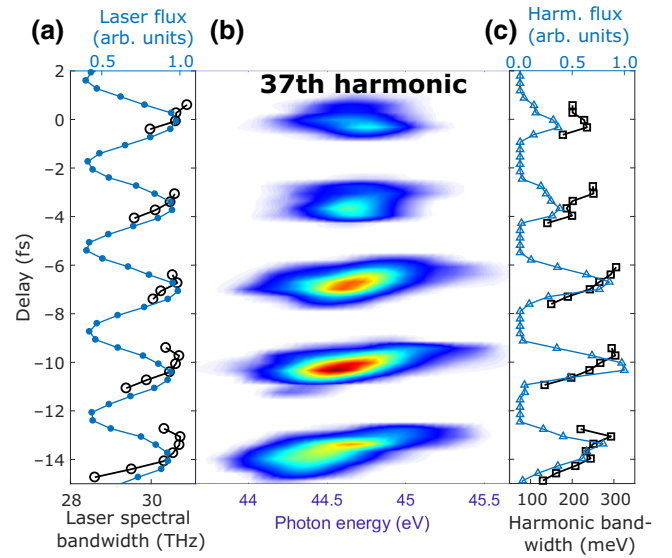 (a)
Laser flux
(arb. units)
0.5 1.0
(b)
(c)
Harm. flux
(arb. units)
0 0.5 1
37th harmonic
Delay (fs)
2
0
−2
−4
−6
−8
−10
−12
−14
28 30
Laser spectral
bandwidth (THz)
44 44.5 45 45.5
Photon energy (eV)
100 200 300
Harmonic band-
width (meV)